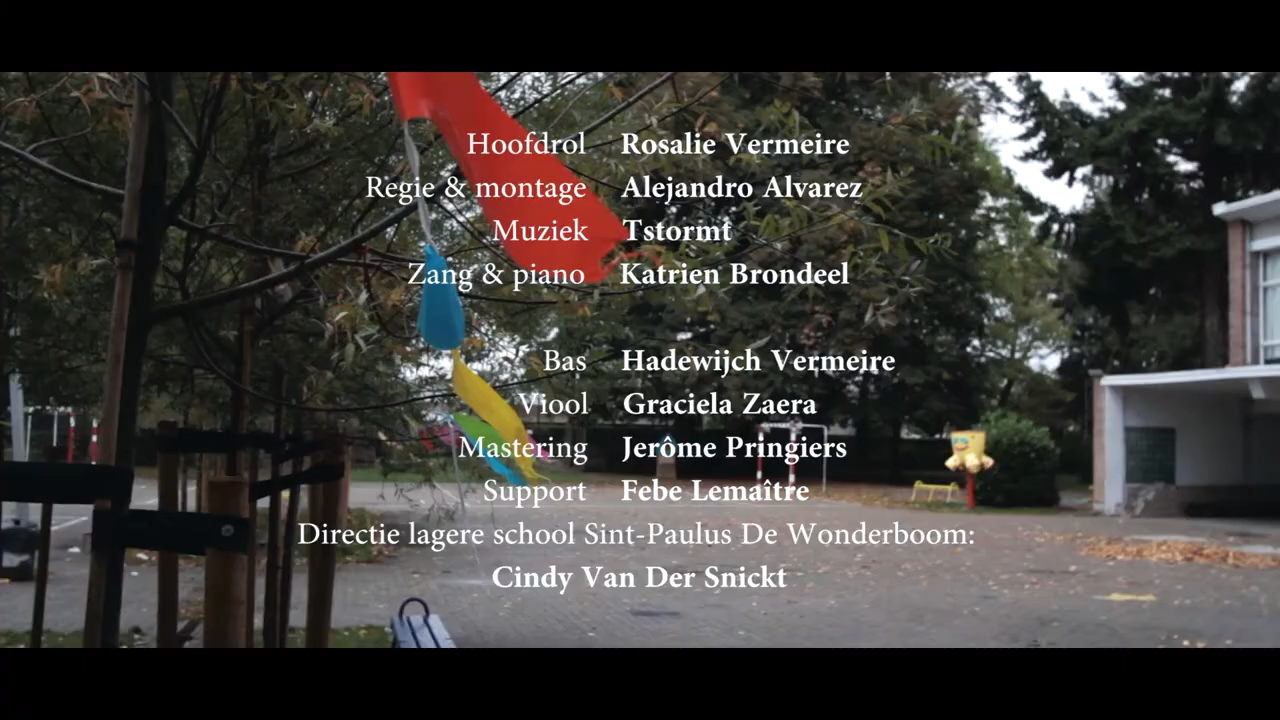 Hoofdrol Rosalie Vermeire
Regie & montage Alejandro Alvarez
Muziek Tstormt
Zang & piano Katrien Brondeel
Bas Hadewijch Vermeire
Viool Graciela Zaera
Mastering Jerôme Pringiers
Support Febe Lemaître
Directie lagere school Sint-Paulus De Wonderboom:
Cindy Van Der Snickt